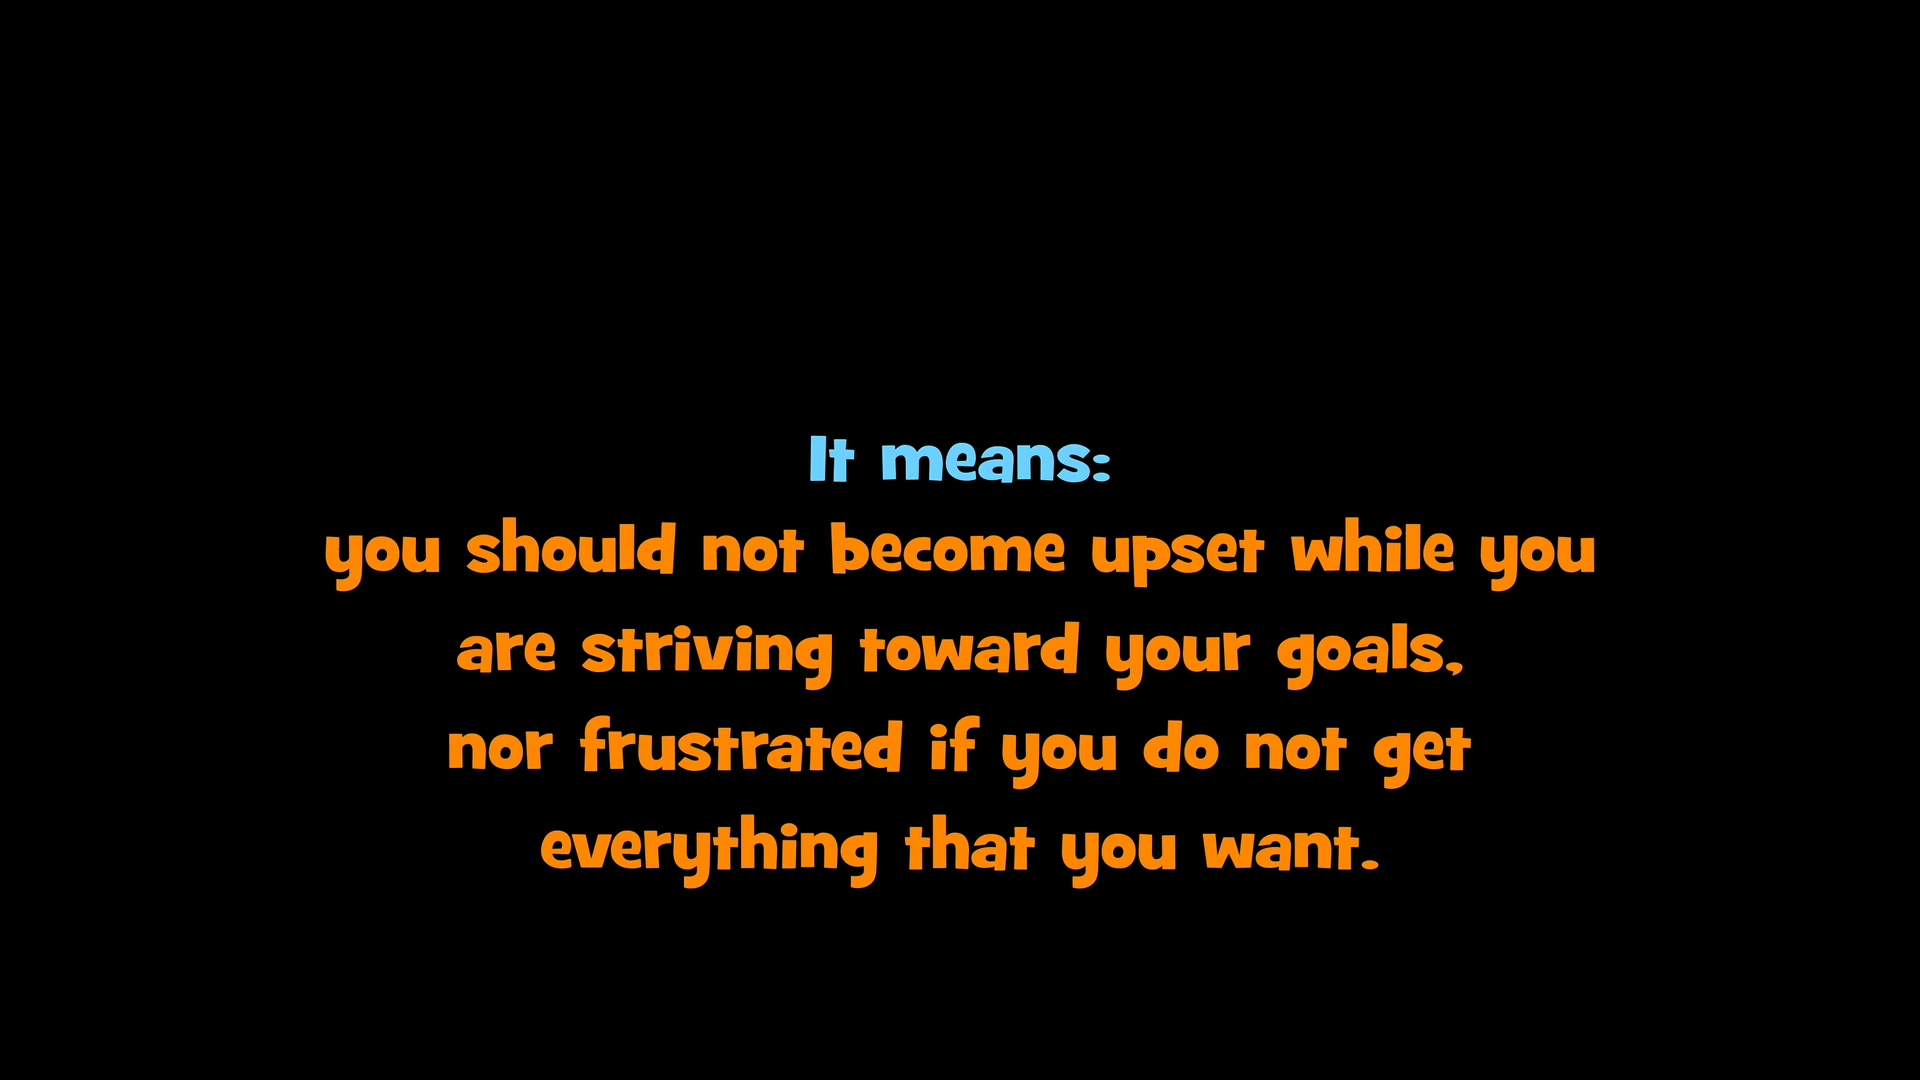 It means:
you should not become upset while you
are striving toward your goals,
nor frustrated if you do not get
everything that you want.